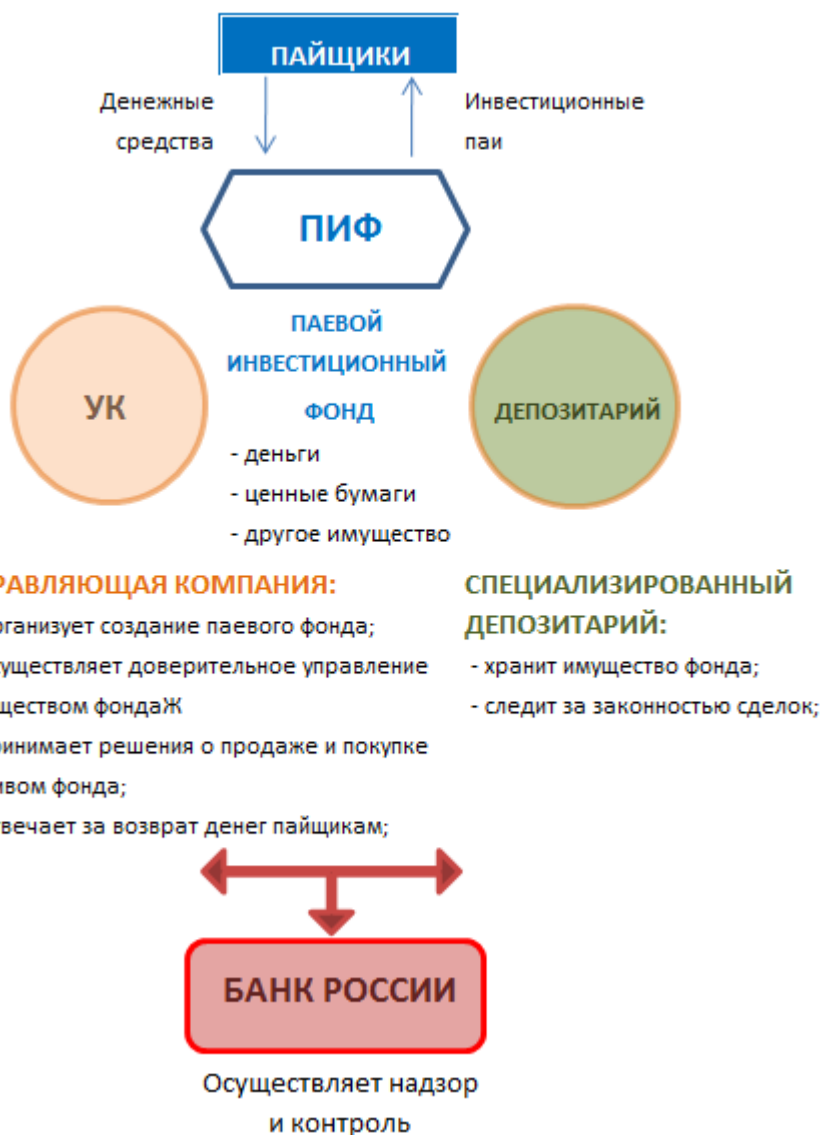 ПАЙЩИКИ
Денежные
средства
Инвестиционные
паи
ПИФ
ПАЕВОЙ
ИНВЕСТИЦИОННЫЙ
ФОНД
- деньги
- ценные бумаги
- другое имущество
УК
ДЕПОЗИТАРИЙ
РАВЛЯЮЩАЯ КОМПАНИЯ:
рганизует создание паевого фонда;
уществляет доверительное управление
ществом фондаЖ
ринимает решения о продаже и покупке
ивом фонда;
вечает за возврат денег пайщикам;
СПЕЦИАЛИЗИРОВАННЫЙ
ДЕПОЗИТАРИЙ:
- хранит имущество фонда;
- следит за законностью сделок;
БАНК РОССИИ
Осуществляет надзор
и контроль